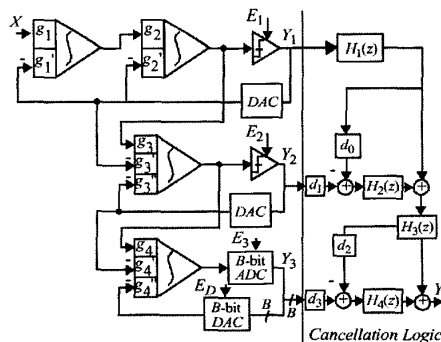 X
g1
g1'
g2
g2'
E1
Y1
H1(z)
DAC
d0
g3
g3'
g3"
E2
Y2
d1
H2(z)
DAC
H3(z)
d2
g4
g4'
g4"
E3
B-bit
ADC
Y3
ED
B-bit
DAC
B
B
d3
H4(z)
Y
Cancellation Logic